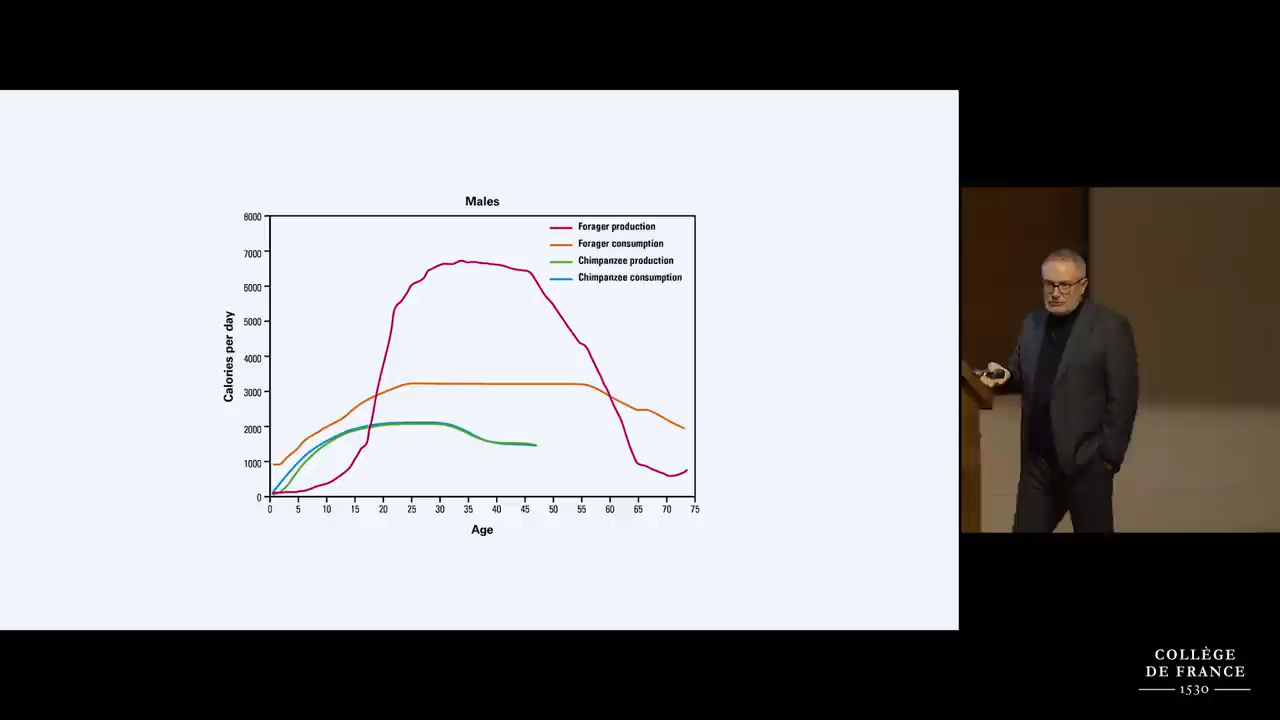 Males
Forager production
Forager consumption
Chimpanzee production
Chimpanzee consumption
Calories per day
8000
7000
6000
5000
4000
3000
2000
1000
0
0 5 10 15 20 25 30 35 40 45 50 55 60 65 70 75
Age
COLLÈGE
DE FRANCE
1530